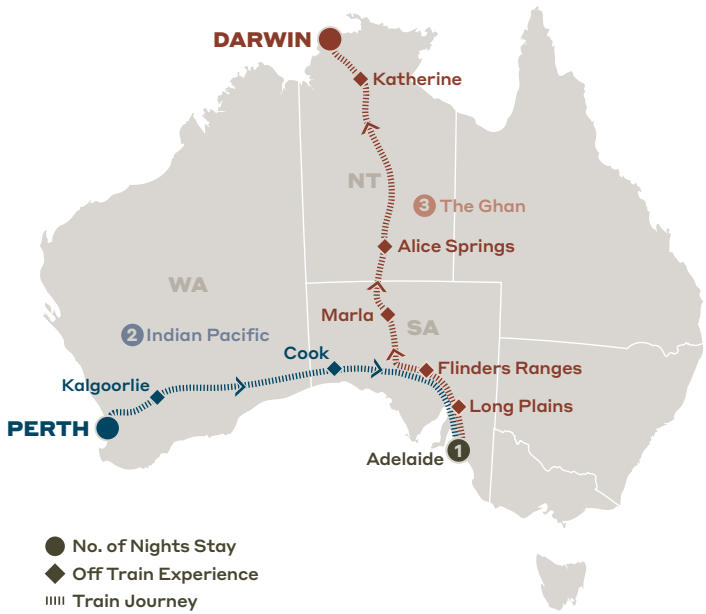 DARWIN
Katherine
NT
3 The Ghan
Alice Springs
WA
Marla
SA
2 Indian Pacific
Cook
Flinders Ranges
Kalgoorlie
Long Plains
PERTH
1
Adelaide
No. of Nights Stay
Off Train Experience
Train Journey